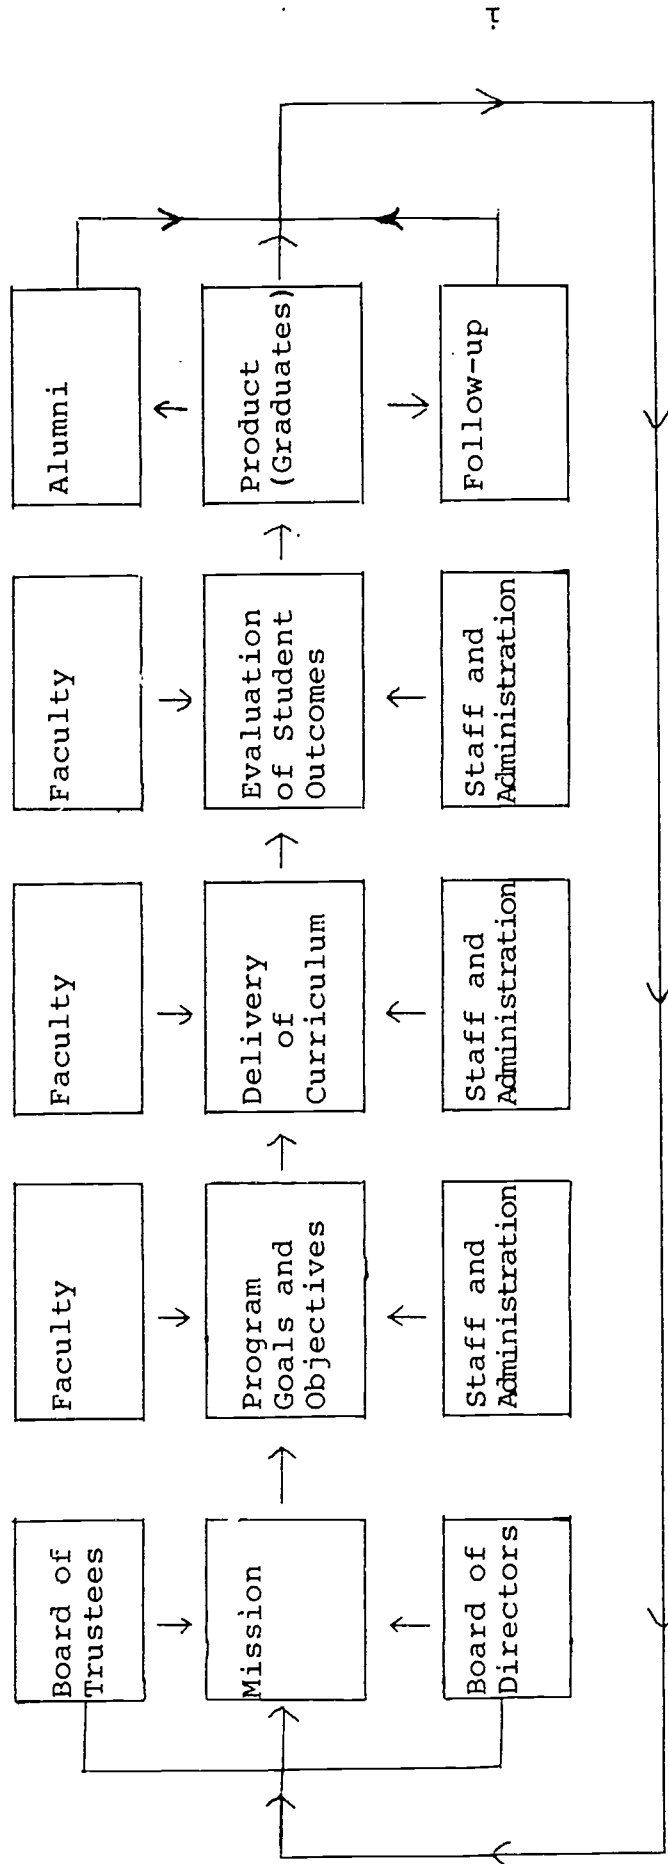 Board of
Trustees
Faculty
Faculty
Faculty
Alumni
Mission
Program
Goals and
Objectives
Delivery
of
Curriculum
Evaluation
of Student
Outcomes
Product
(Graduates)
Board of
Directors
Staff and
Administration
Staff and
Administration
Staff and
Administration
Follow-up
i